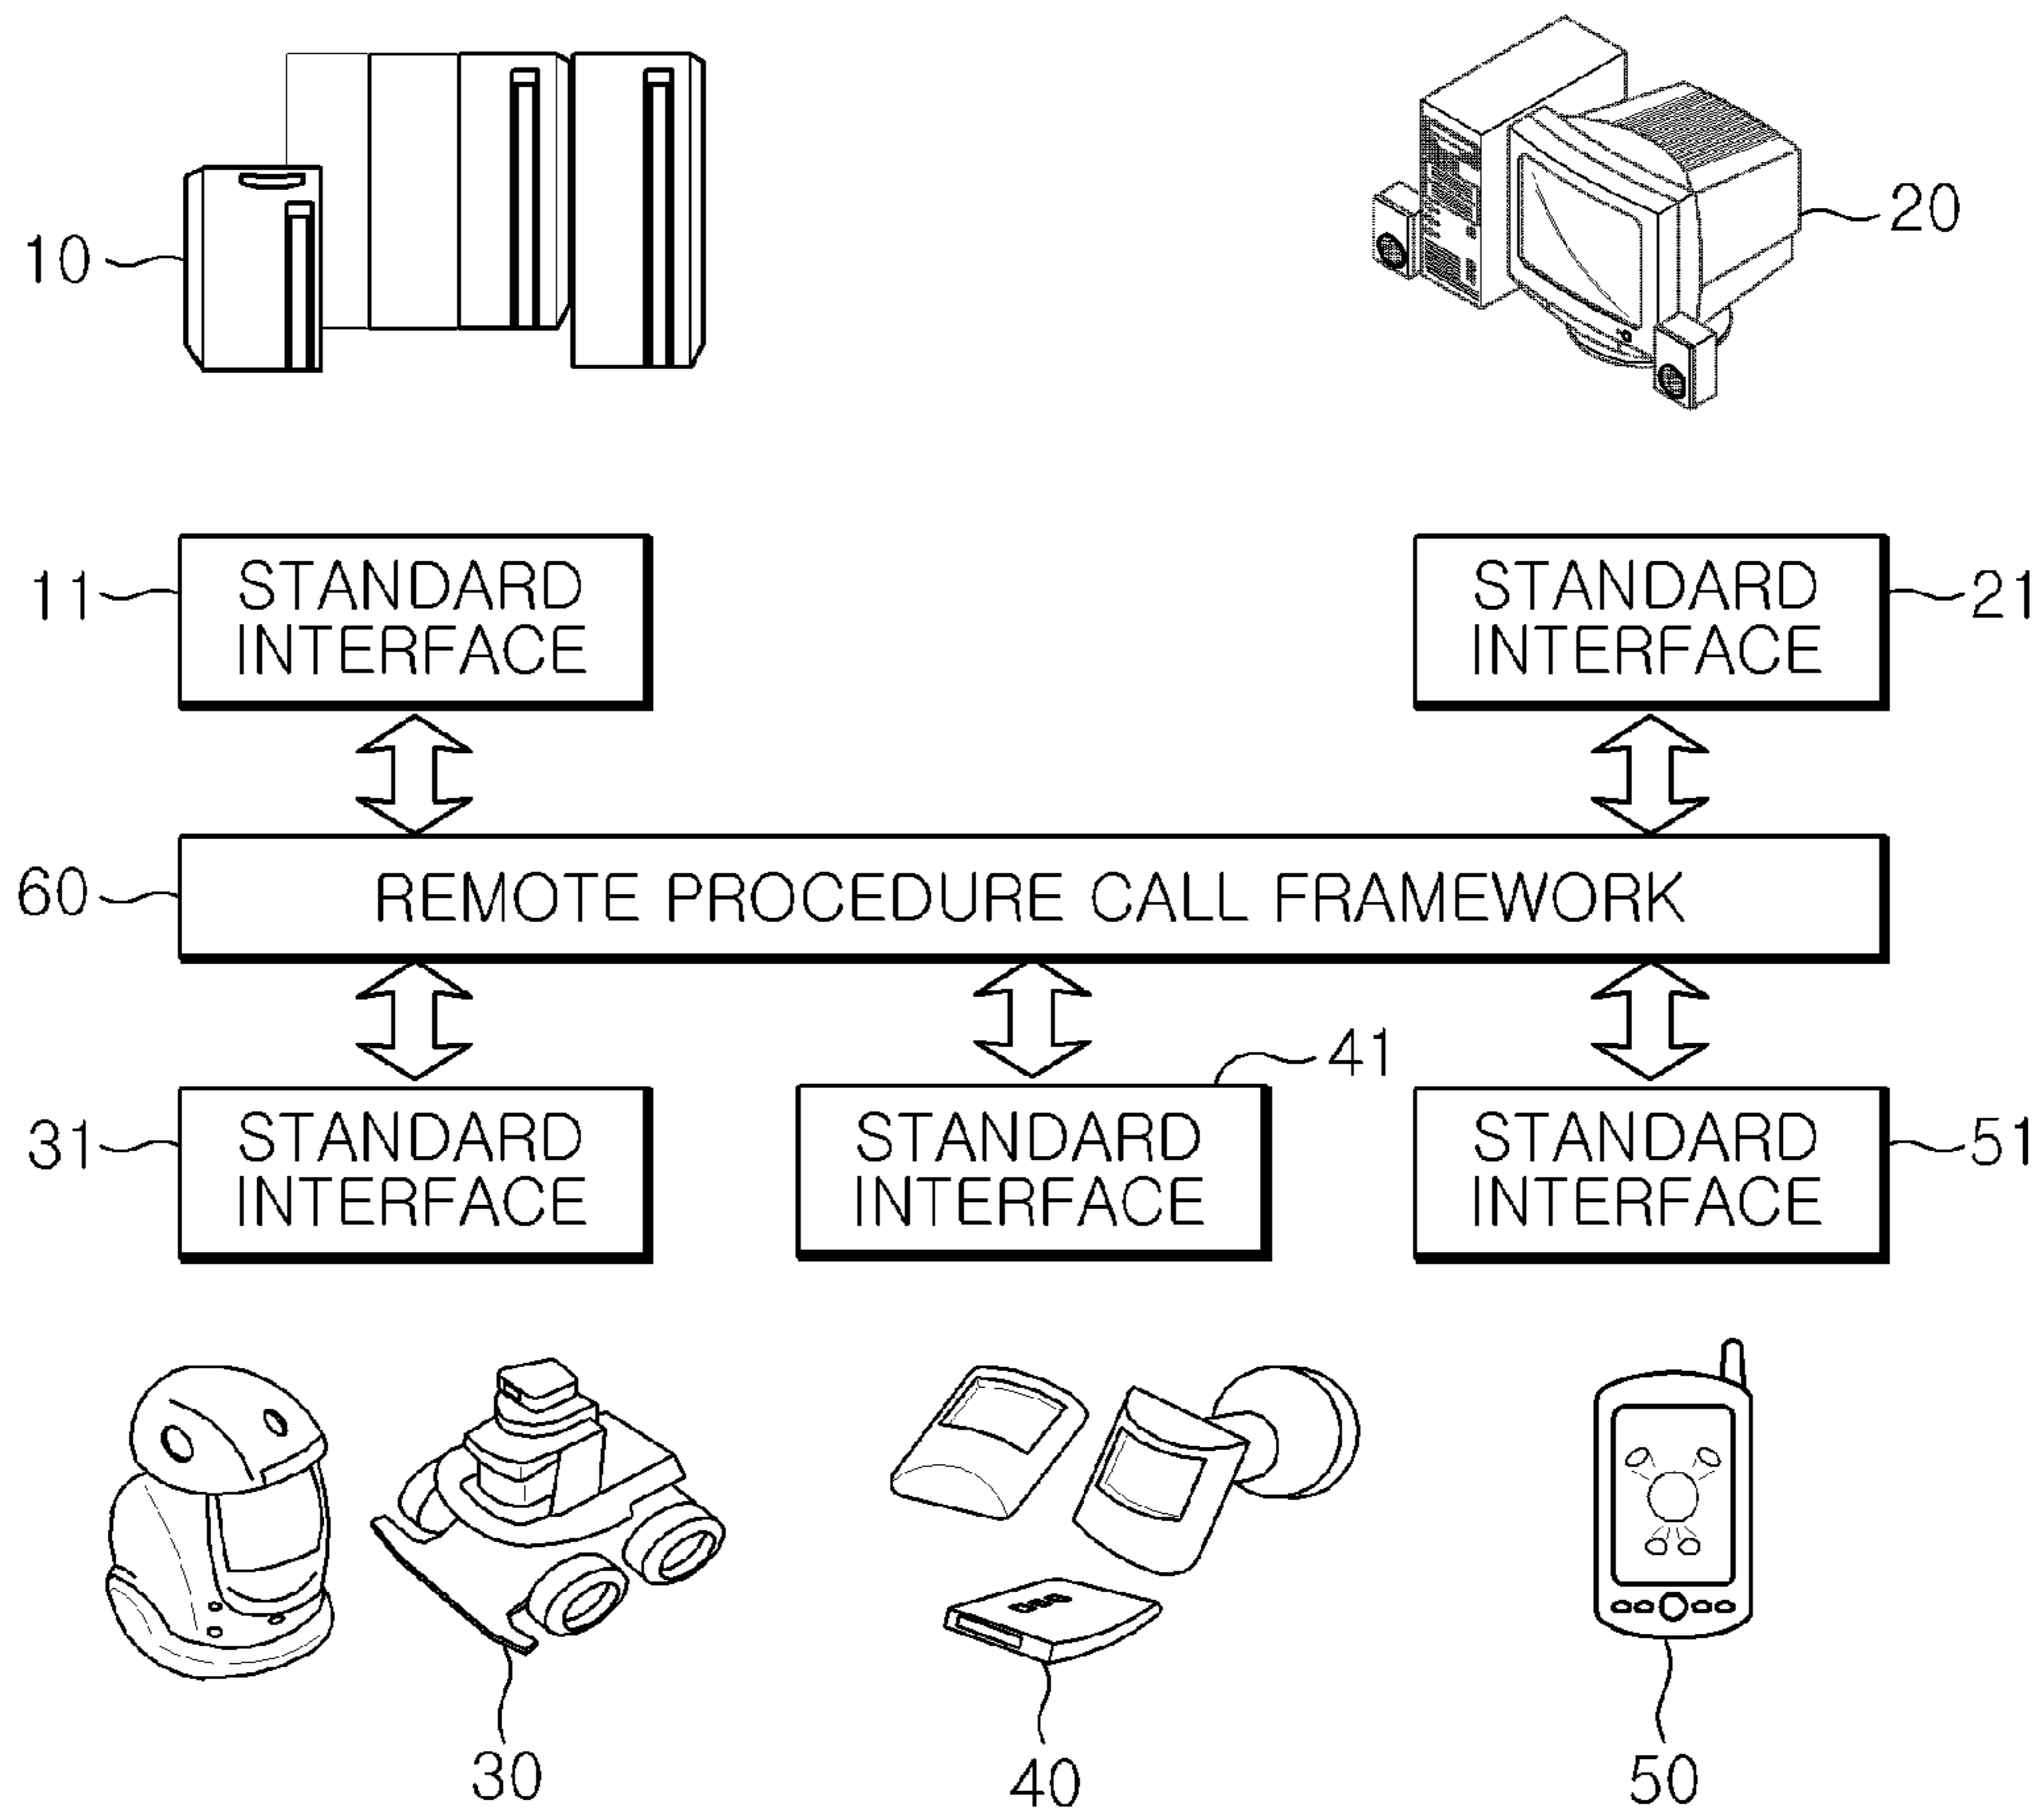 10
20
11
STANDARD
INTERFACE
STANDARD
INTERFACE
21
60
REMOTE PROCEDURE CALL FRAMEWORK
41
31
STANDARD
INTERFACE
STANDARD
INTERFACE
STANDARD
INTERFACE
51
30
40
50